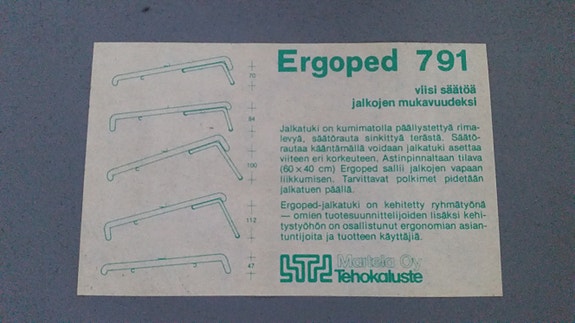 Ergoped 791
viisi säätöä
jalkojen mukavuudeksi
Jalkatuki on kumimatolla päällystettyä rima-
levyä, säätörauta sinkittyä terästä. Säätö-
rautaa kääntämällä voidaan jalkatuki asettaa
viiteen eri korkeuteen. Astinpinnaltaan tilava
(60 x 40 cm) Ergoped sallii jalkojen vapaan
liikkumisen. Tarvittavat polkimet pidetään
jalkatuen päällä.
Ergoped-jalkatuki on kehitetty ryhmätyönä
— omien tuotesuunnittelijoiden lisäksi kehi-
tystyöhön on osallistunut ergonomian asian-
tuntijoita ja tuotteen käyttäjiä.
Martela Oy
Tehokaluste
70
84
100
112
47